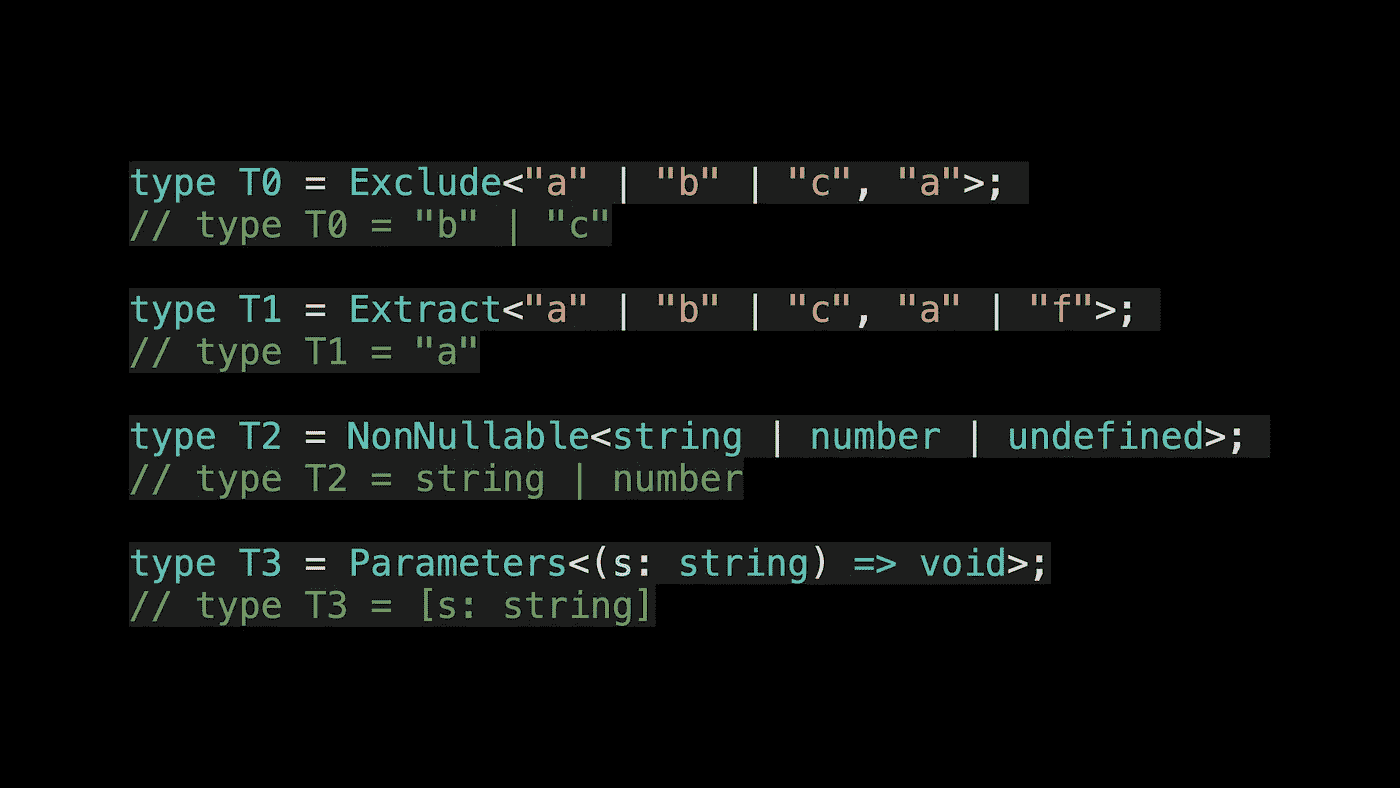 type T0 = Exclude<"a" | "b" | "c", "a">;
// type T0 = "b" | "c"
type T1 = Extract<"a" | "b" | "c", "a" | "f">;
// type T1 = "a"
type T2 = NonNullable<string | number | undefined>;
// type T2 = string | number
type T3 = Parameters<(s: string) => void>;
// type T3 = [s: string]